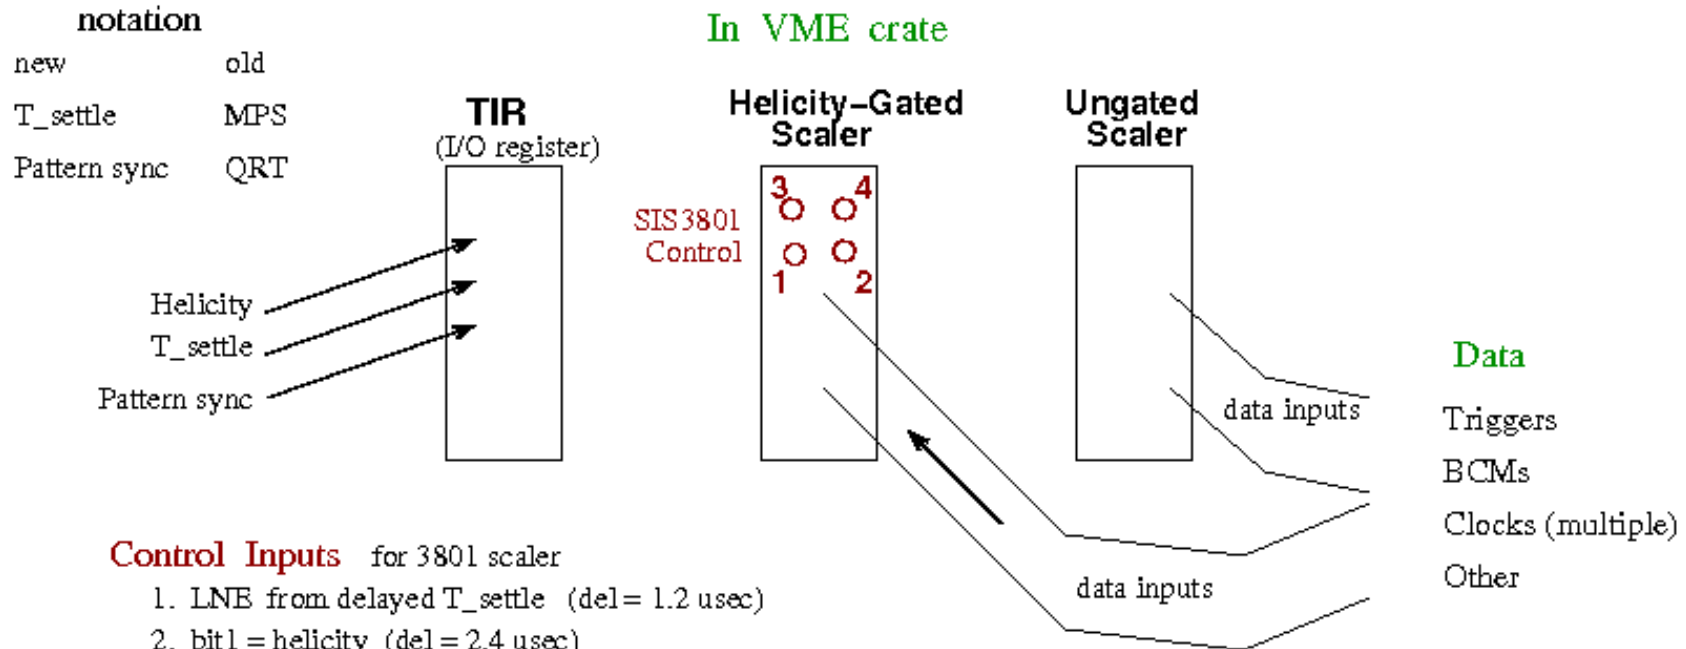 notation
new old
T_settle MPS
Pattern sync QRT
In VME crate
TIR
(I/O register)
Helicity-Gated
Scaler
Ungated
Scaler
SIS3801
Control
3 4
1 2
Helicity
T_settle
Pattern sync
Data
data inputs
Triggers
BCMs
Clocks (multiple)
Other
data inputs
Control Inputs for 3801 scaler
1. LNE from delayed T_settle (del = 1.2 usec)
2. bit1 = helicity (del = 2.4 usec)